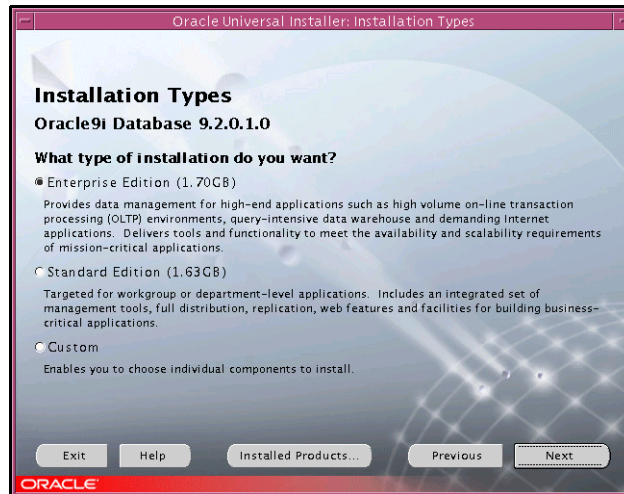 Oracle Universal Installer: Installation Types
Installation Types
Oracle9i Database 9.2.0.1.0
What type of installation do you want?
Enterprise Edition (1.70GB)
Provides data management for high-end applications such as high volume on-line transaction
processing (OLTP) environments, query-intensive data warehouse and demanding Internet
applications. Delivers tools and functionality to meet the availability and scalability requirements
of mission-critical applications.
Standard Edition (1.63GB)
Targeted for workgroup or department-level applications. Includes an integrated set of
management tools, full distribution, replication, web features and facilities for building business-
critical applications.
Custom
Enables you to choose individual components to install.
Exit Help Installed Products... Previous Next
ORACLE